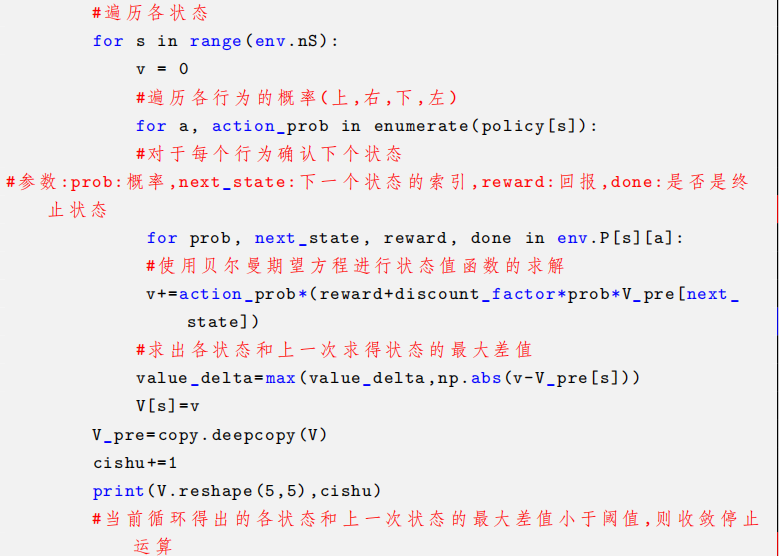 #遍历各状态
for s in range(env.nS):
v = 0
#遍历各行为的概率(上,右,下,左)
for a, action_prob in enumerate(policy[s]):
#对于每个行为确认下个状态
#参数:prob:概率,next_state:下一个状态的索引,reward:回报,done:是否是终
止状态
for prob, next_state, reward, done in env.P[s][a]:
#使用贝尔曼期望方程进行状态值函数的求解
v+=action_prob*(reward+discount_factor*prob*V_pre[next_
state])
#求出各状态和上一次求得状态的最大差值
value_delta=max(value_delta,np.abs(v-V_pre[s]))
V[s]=v
V_pre=copy.deepcopy(V)
cishu+=1
print(V.reshape(5,5),cishu)
#当前循环得出的各状态和上一次状态的最大差值小于阈值,则收敛停止
运算